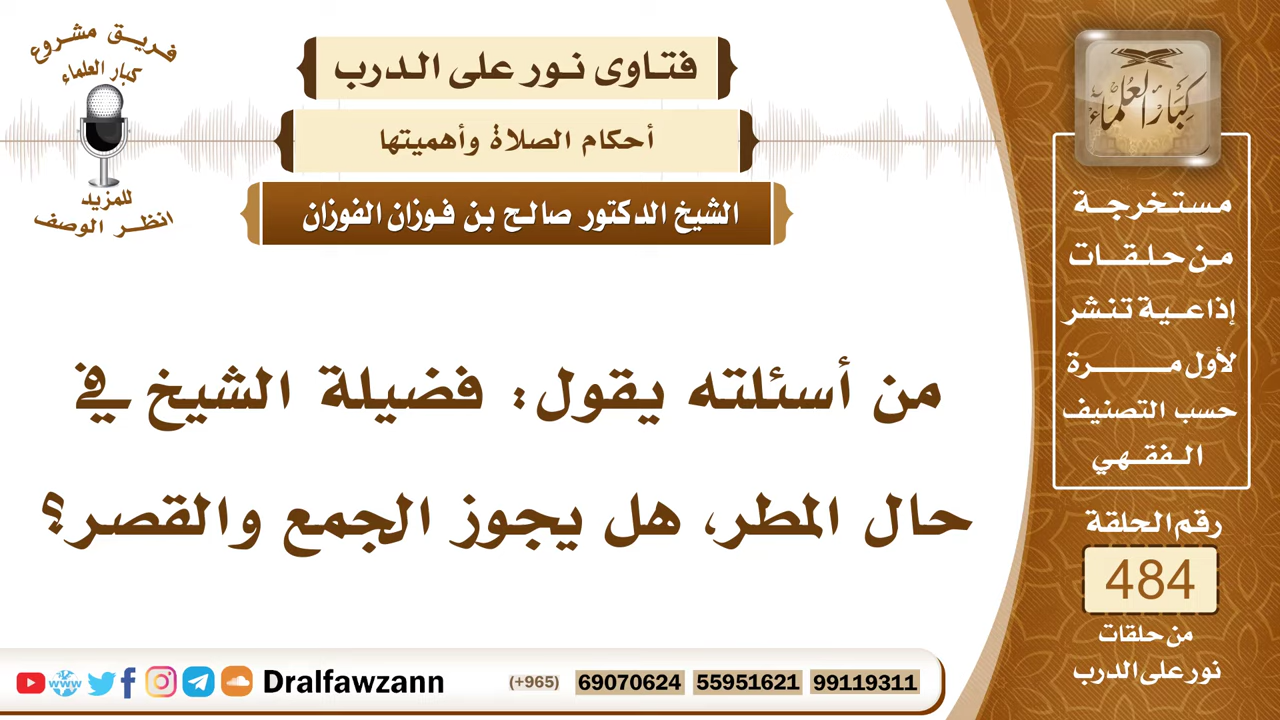 فريق مشروع
كبار العلماء
للمزيد
انظر الوصف
فتاوى نور على الدرب
أحكام الصلاة وأهميتها
الشيخ الدكتور صالح بن فوزان الفوزان
من أسئلته يقول: فضيلة الشيخ في
حال المطر، هل يجوز الجمع والقصر؟
كبار العلماء
مستخرجة
من حلقات
إذاعية تنشر
لأول مرة
حسب التصنيف
الفقهي
رقم الحلقة
484
من حلقات
نور على الدرب
www Dralfawzann (+965) 69070624 55951621 99119311